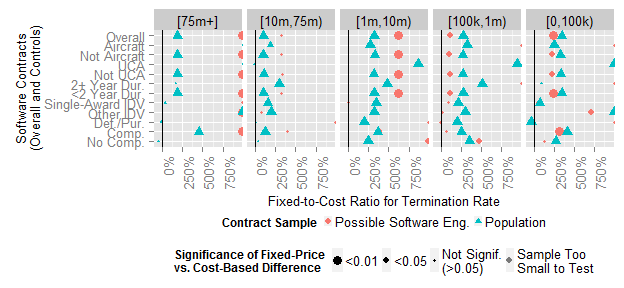 [75m+] [10m,75m) [1m,10m) [100k,1m) [0,100k)
Software Contracts
(Overall and Controls)
Overall
Aircraft
Not Aircraft
UCA
Not UCA
2+ Year Dur.
<2 Year Dur.
Single-Award IDV
Other IDV
Def./Pur.
Comp.
No Comp.
0% 250% 500% 750% 0% 250% 500% 750% 0% 250% 500% 750% 0% 250% 500% 750% 0% 250% 500% 750%
Fixed-to-Cost Ratio for Termination Rate
Contract Sample Possible Software Eng. Population
Significance of Fixed-Price
vs. Cost-Based Difference
<0.01 <0.05 Not Signif.
(>0.05)
Sample Too
Small to Test